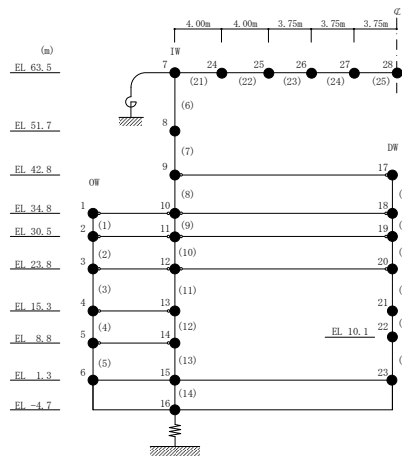 ℄
4.00m 4.00m 3.75m 3.75m 3.75m
(m) IW
7 24 25 26 27 28
EL 63.5
(21) (22) (23) (24) (25)
(6)
8
EL 51.7
(7)
DW
9 17
EL 42.8
OW
(8)
1 10 18
EL 34.8
(1) (9)
2 11 19
EL 30.5
(2) (10)
3 12 20
EL 23.8
(3) (11)
4 13 21
EL 15.3
(4) (12) EL 10.1 22
5 14
EL 8.8
(5) (13)
6 15 23
EL 1.3
(14)
16
EL -4.7